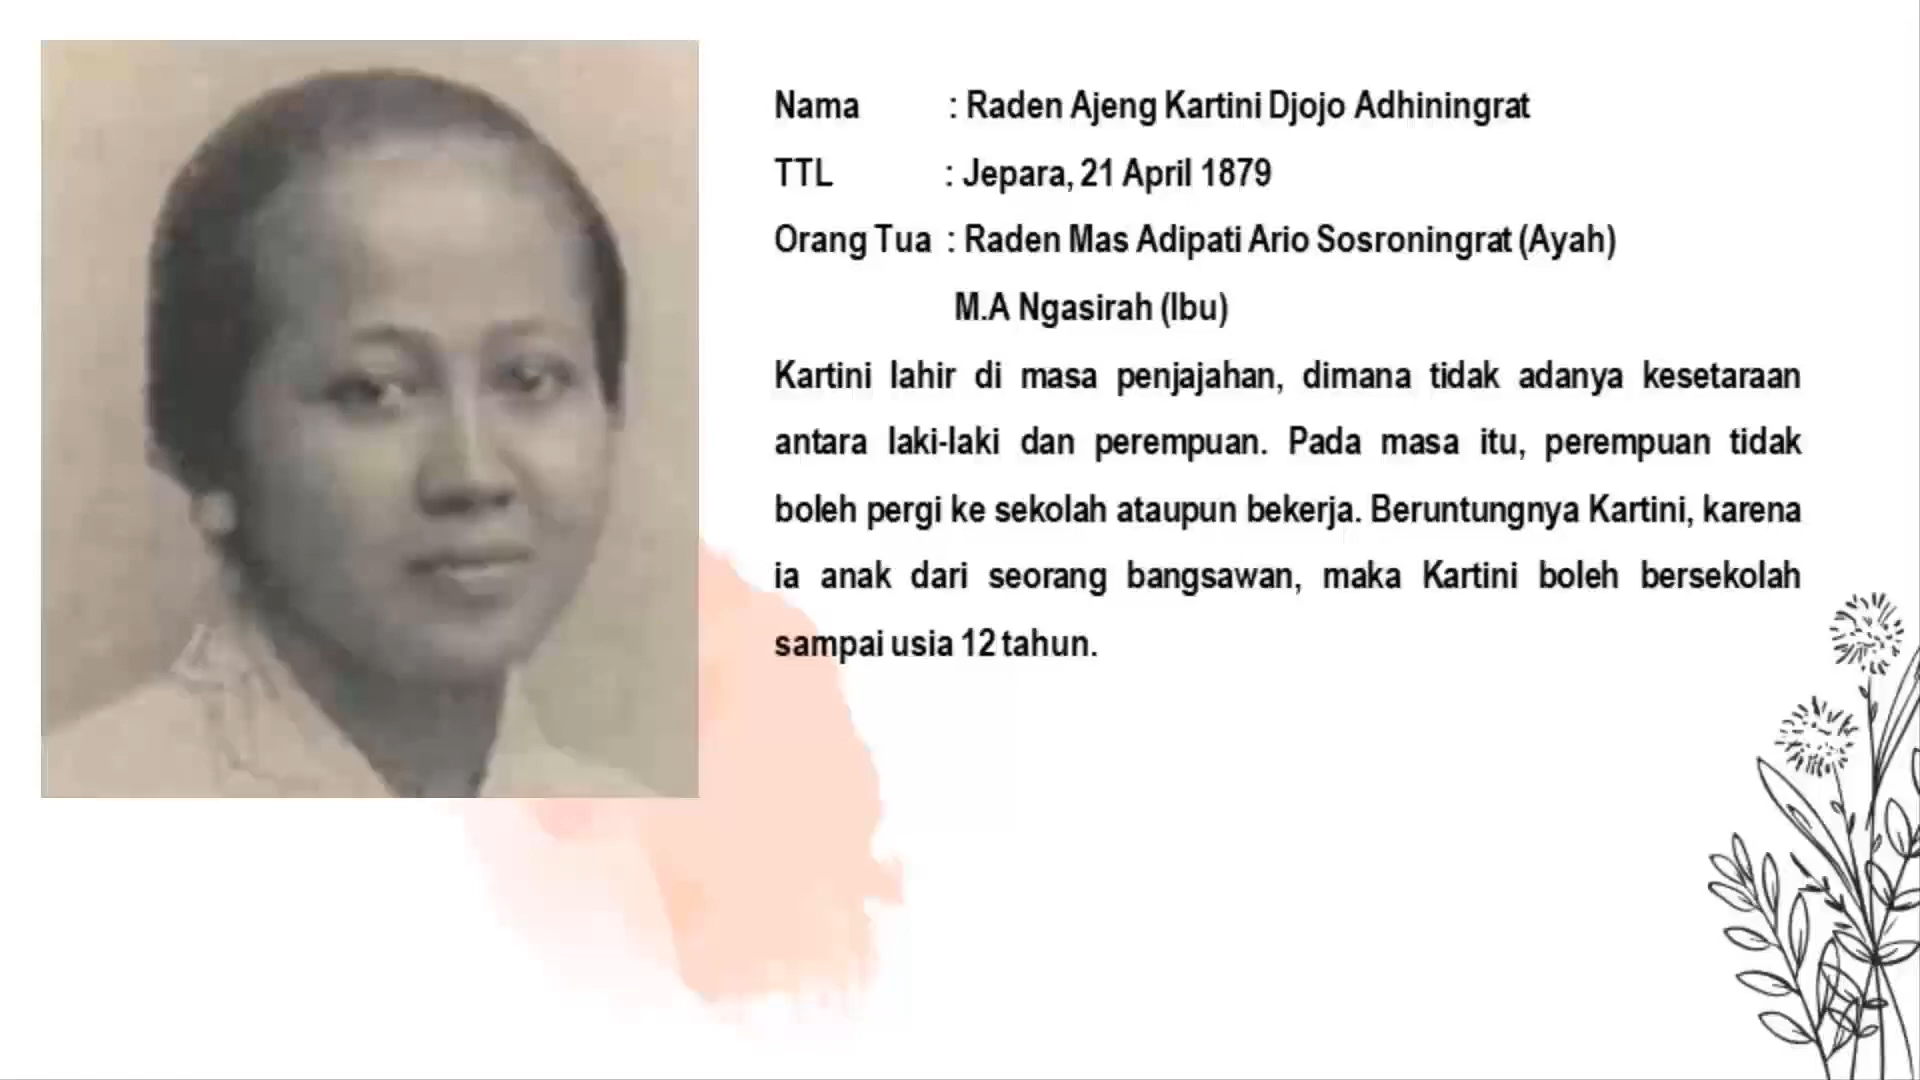 Nama : Raden Ajeng Kartini Djojo Adhiningrat
TTL : Jepara, 21 April 1879
Orang Tua : Raden Mas Adipati Ario Sosroningrat (Ayah)
M.A Ngasirah (Ibu)
Kartini lahir di masa penjajahan, dimana tidak adanya kesetaraan
antara laki-laki dan perempuan. Pada masa itu, perempuan tidak
boleh pergi ke sekolah ataupun bekerja. Beruntungnya Kartini, karena
ia anak dari seorang bangsawan, maka Kartini boleh bersekolah
sampai usia 12 tahun.